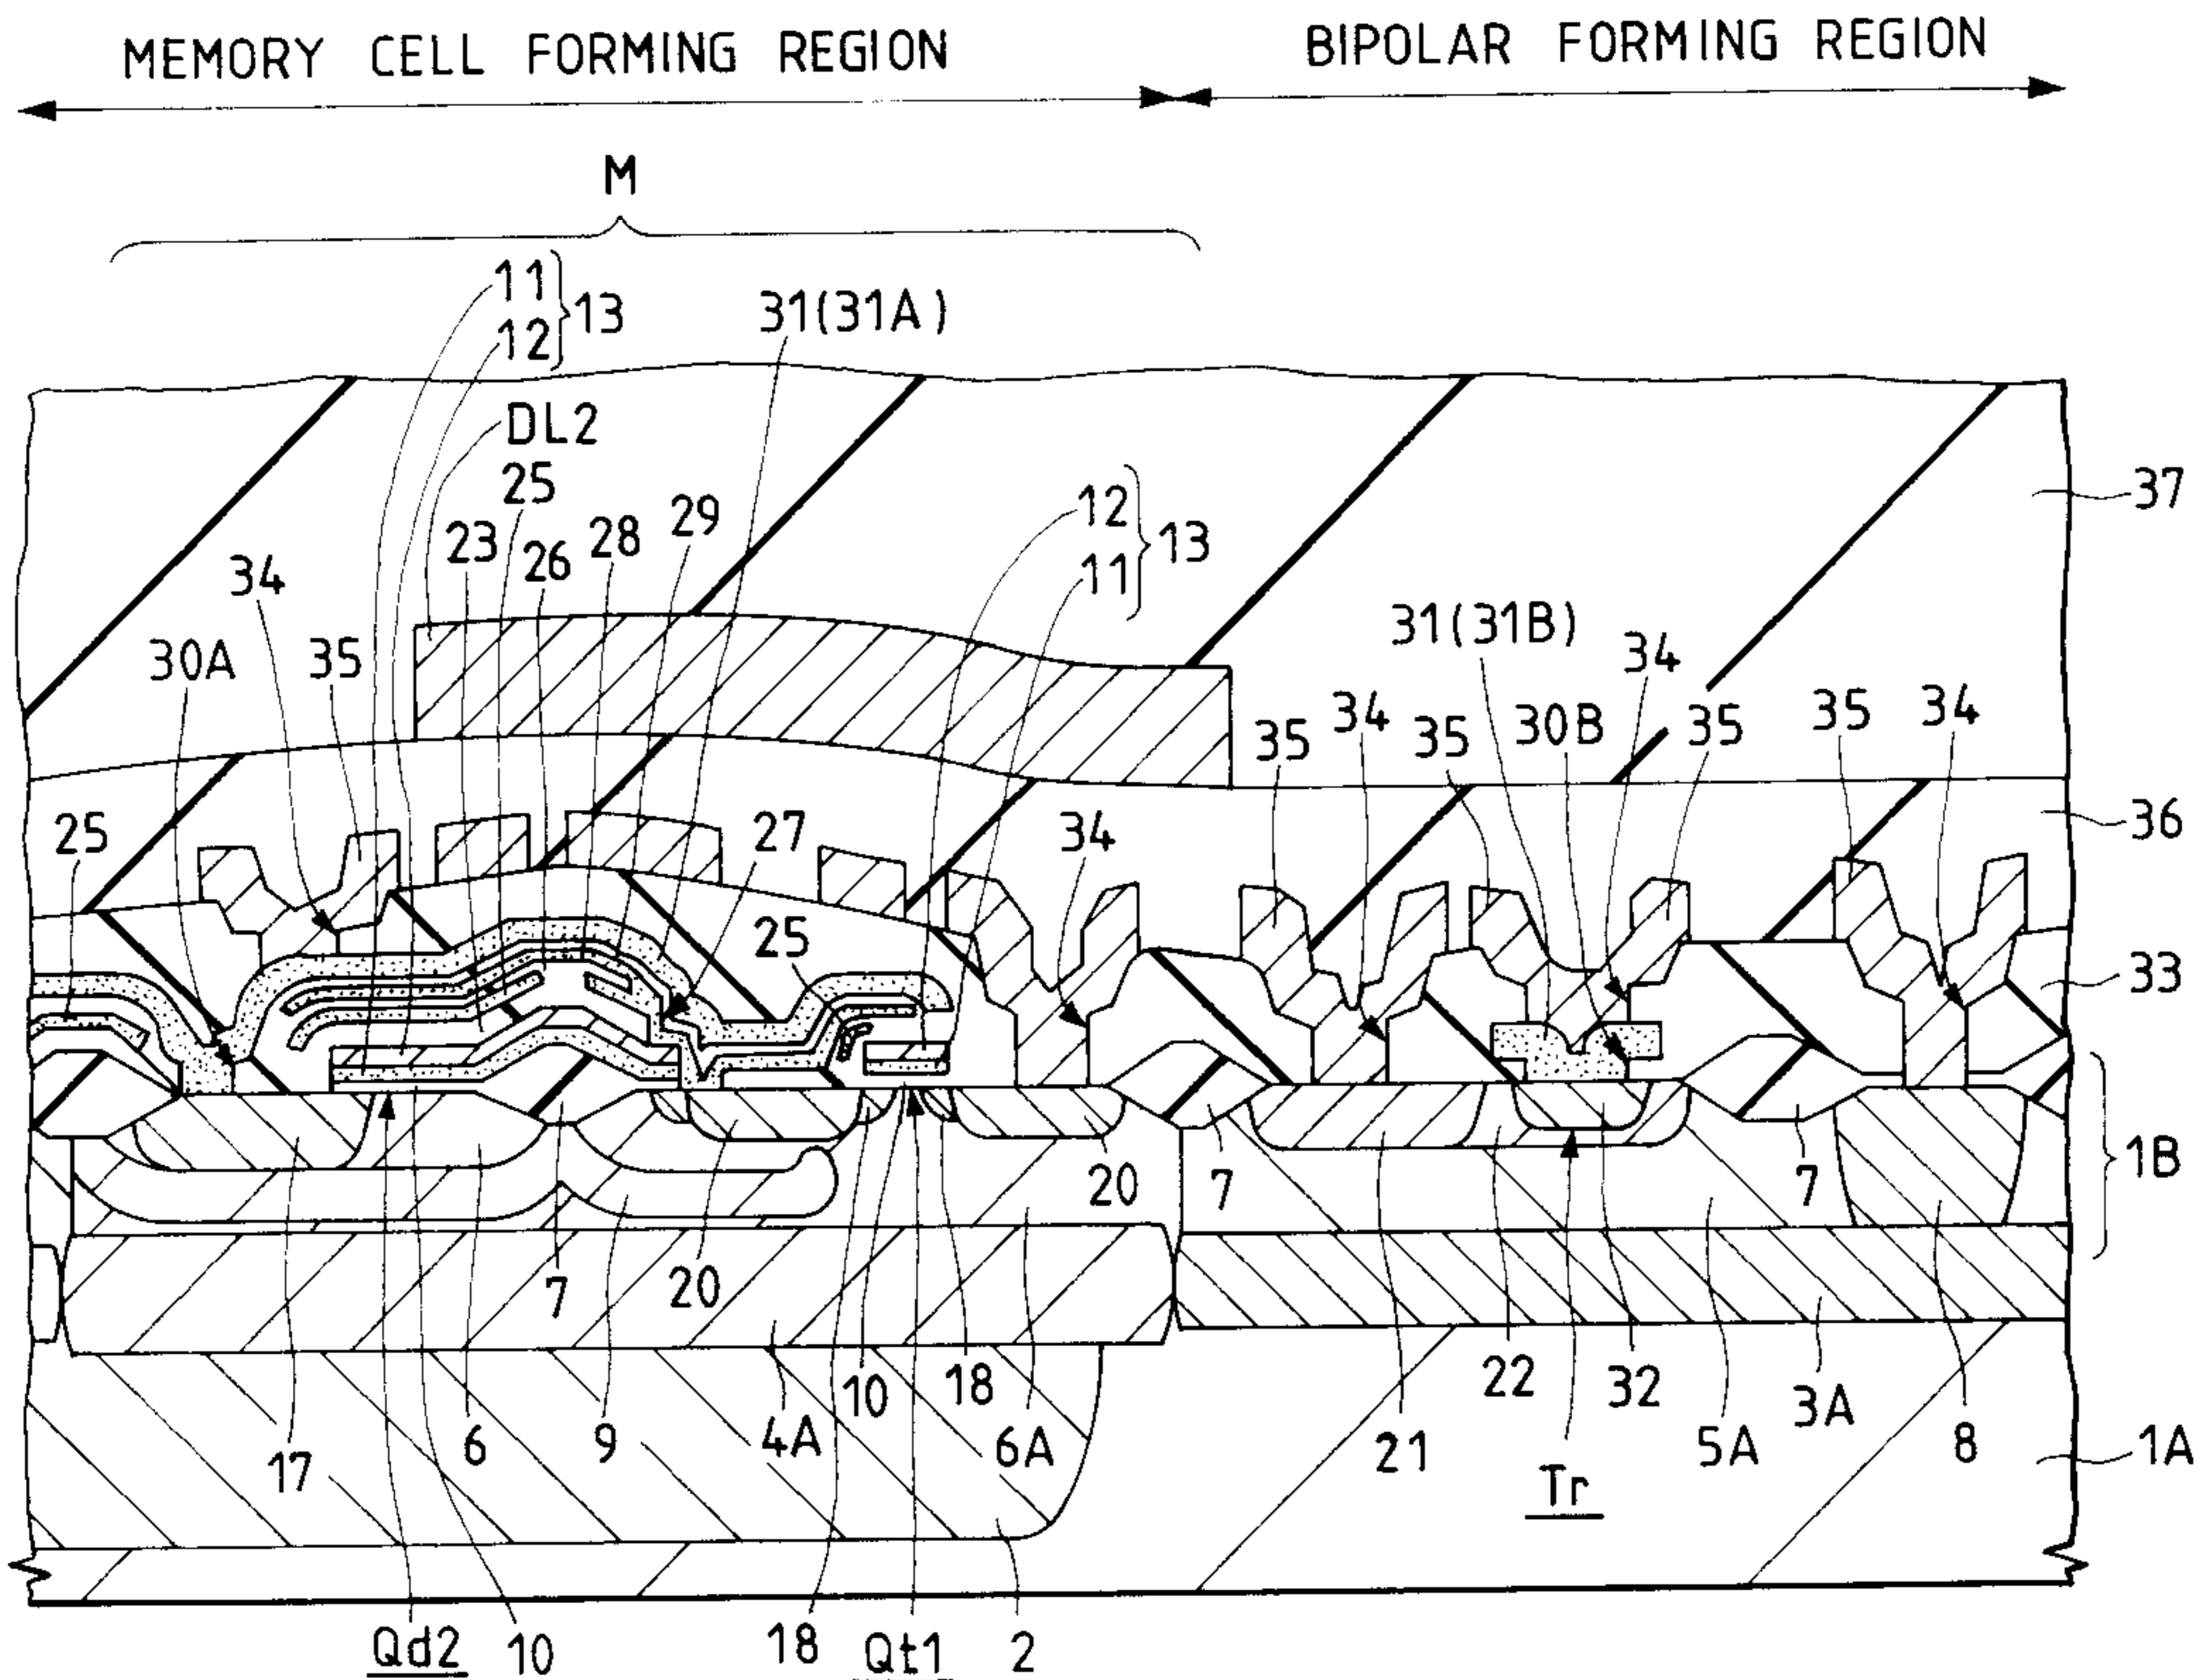 MEMORY CELL FORMING REGION
BIPOLAR FORMING REGION
M
11
12
13
31(31A)
DL2
25
23
26
28
29
12
11
13
37
34
30A
35
31(31B)
34
35
34
35
30B
35
35
34
25
27
34
36
25
33
20
7
7
1B
7
20
10
18
22
32
3A
17
6
9
4A
6A
21
5A
8
1A
Tr
Qd2
10
18
Qt1
2